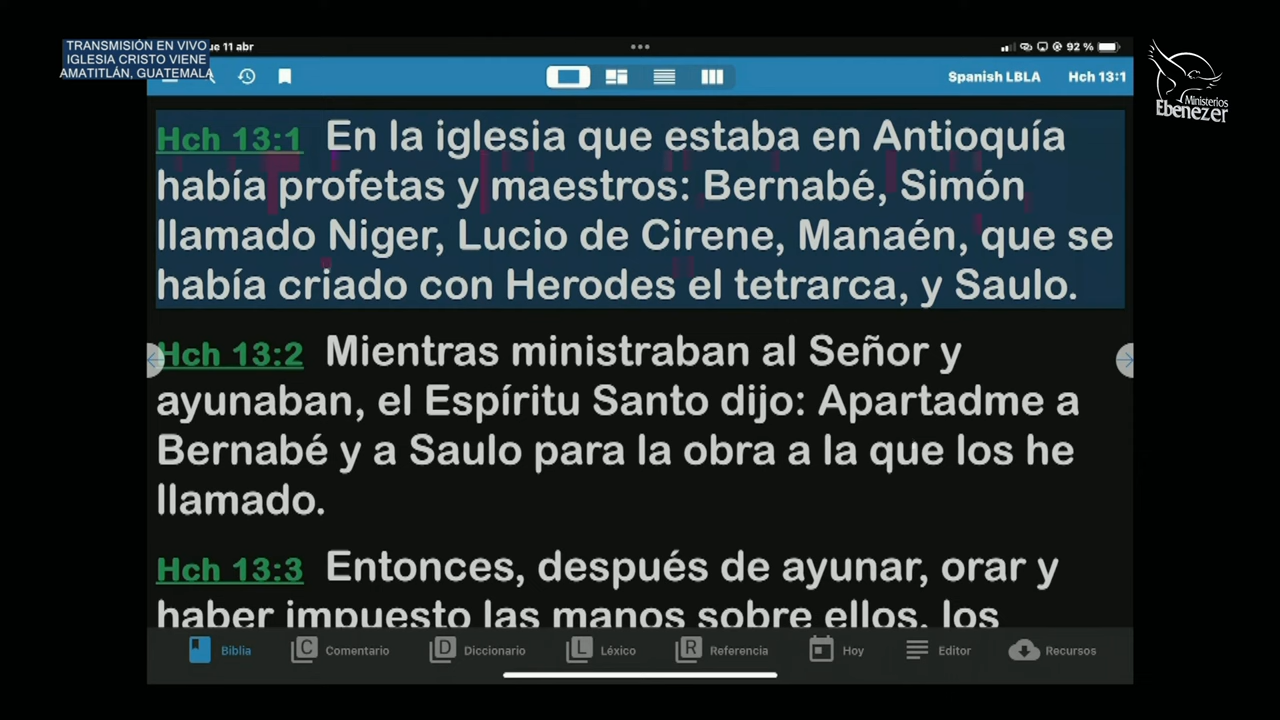 TRANSMISIÓN EN VIVO
IGLESIA CRISTO VIENE
AMATITLÁN, GUATEMALA
ue 11 abr
92 %
Spanish LBLA
Hch 13:1
Ministerios
Ebenezer
Hch 13:1 En la iglesia que estaba en Antioquía
había profetas y maestros: Bernabé, Simón
llamado Niger, Lucio de Cirene, Manaén, que se
había criado con Herodes el tetrarca, y Saulo.
Hch 13:2 Mientras ministraban al Señor y
ayunaban, el Espíritu Santo dijo: Apartadme a
Bernabé y a Saulo para la obra a la que los he
llamado.
Hch 13:3 Entonces, después de ayunar, orar y
haber impuesto las manos sobre ellos, los
Biblia
C Comentario
D Diccionario
L Léxico
R Referencia
Hoy
Editor
Recursos